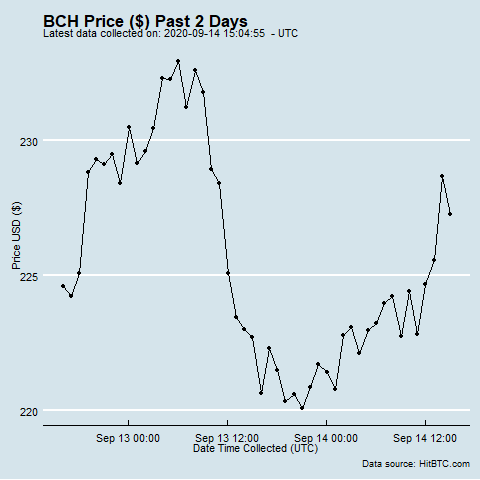 BCH Price ($) Past 2 Days
Latest data collected on: 2020-09-14 15:04:55 - UTC
230
225
220
Price USD ($)
Sep 13 00:00 Sep 13 12:00 Sep 14 00:00 Sep 14 12:00
Date Time Collected (UTC)
Data source: HitBTC.com